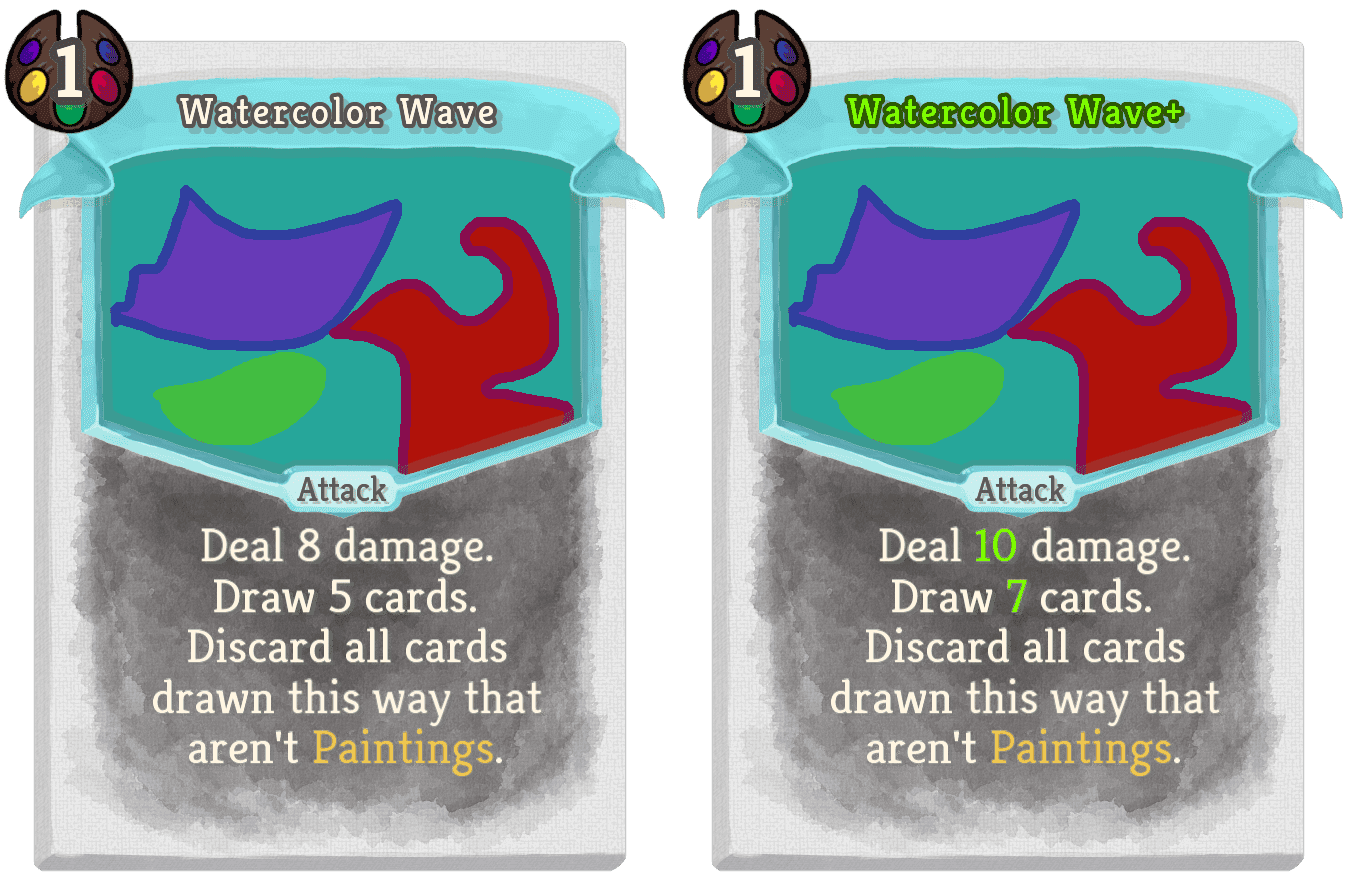 1
Watercolor Wave
Attack
Deal 8 damage.
Draw 5 cards.
Discard all cards
drawn this way that
aren't Paintings.
1
Watercolor Wave+
Attack
Deal 10 damage.
Draw 7 cards.
Discard all cards
drawn this way that
aren't Paintings.